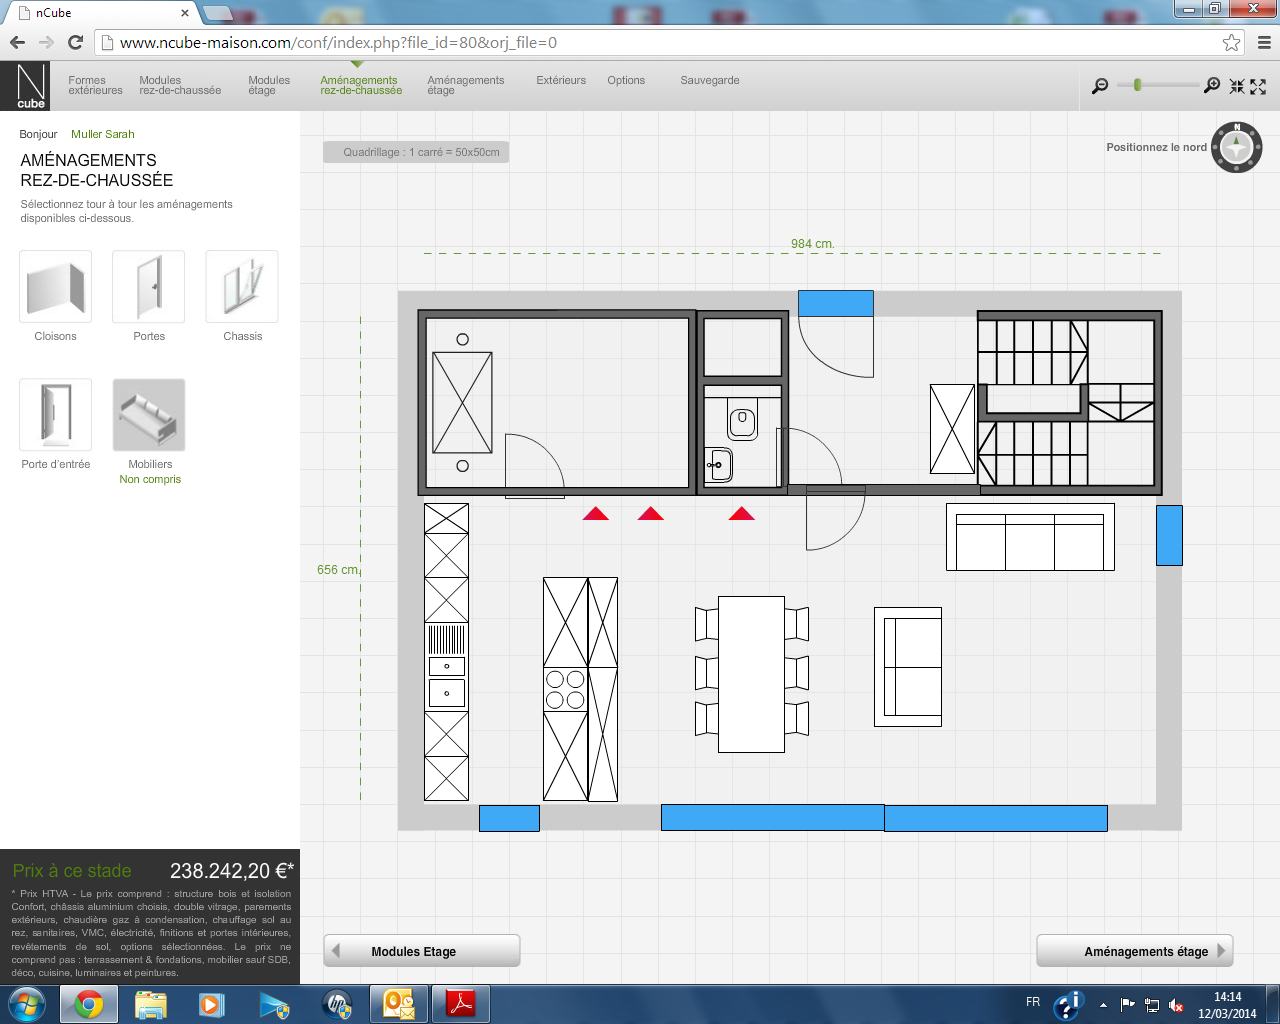 nCube
www.ncube-maison.com/conf/index.php?file_id=80&orj_file=0
N
cube
Formes
extérieures
Modules
rez-de-chaussée
Modules
étage
Aménagements
rez-de-chaussée
Aménagements
étage
Extérieurs
Options
Sauvegarde
Bonjour Muller Sarah
AMÉNAGEMENTS
REZ-DE-CHAUSSÉE
Sélectionnez tour à tour les aménagements
disponibles ci-dessous.
Cloisons
Portes
Chassis
Porte d'entrée
Mobiliers
Non compris
Quadrillage : 1 carré = 50x50cm
Positionnez le nord
N
984 cm.
656 cm.
Prix à ce stade 238.242,20 €*
* Prix HTVA - Le prix comprend : structure bois et isolation
Confort, châssis aluminium choisis, double vitrage, parements
extérieurs, chaudière gaz à condensation, chauffage sol au
rez, sanitaires, VMC, électricité, finitions et portes intérieures,
revêtements de sol, options sélectionnées. Le prix ne
comprend pas : terrassement & fondations, mobilier sauf SDB,
déco, cuisine, luminaires et peintures.
Modules Etage
Aménagements étage
FR
14:14
12/03/2014